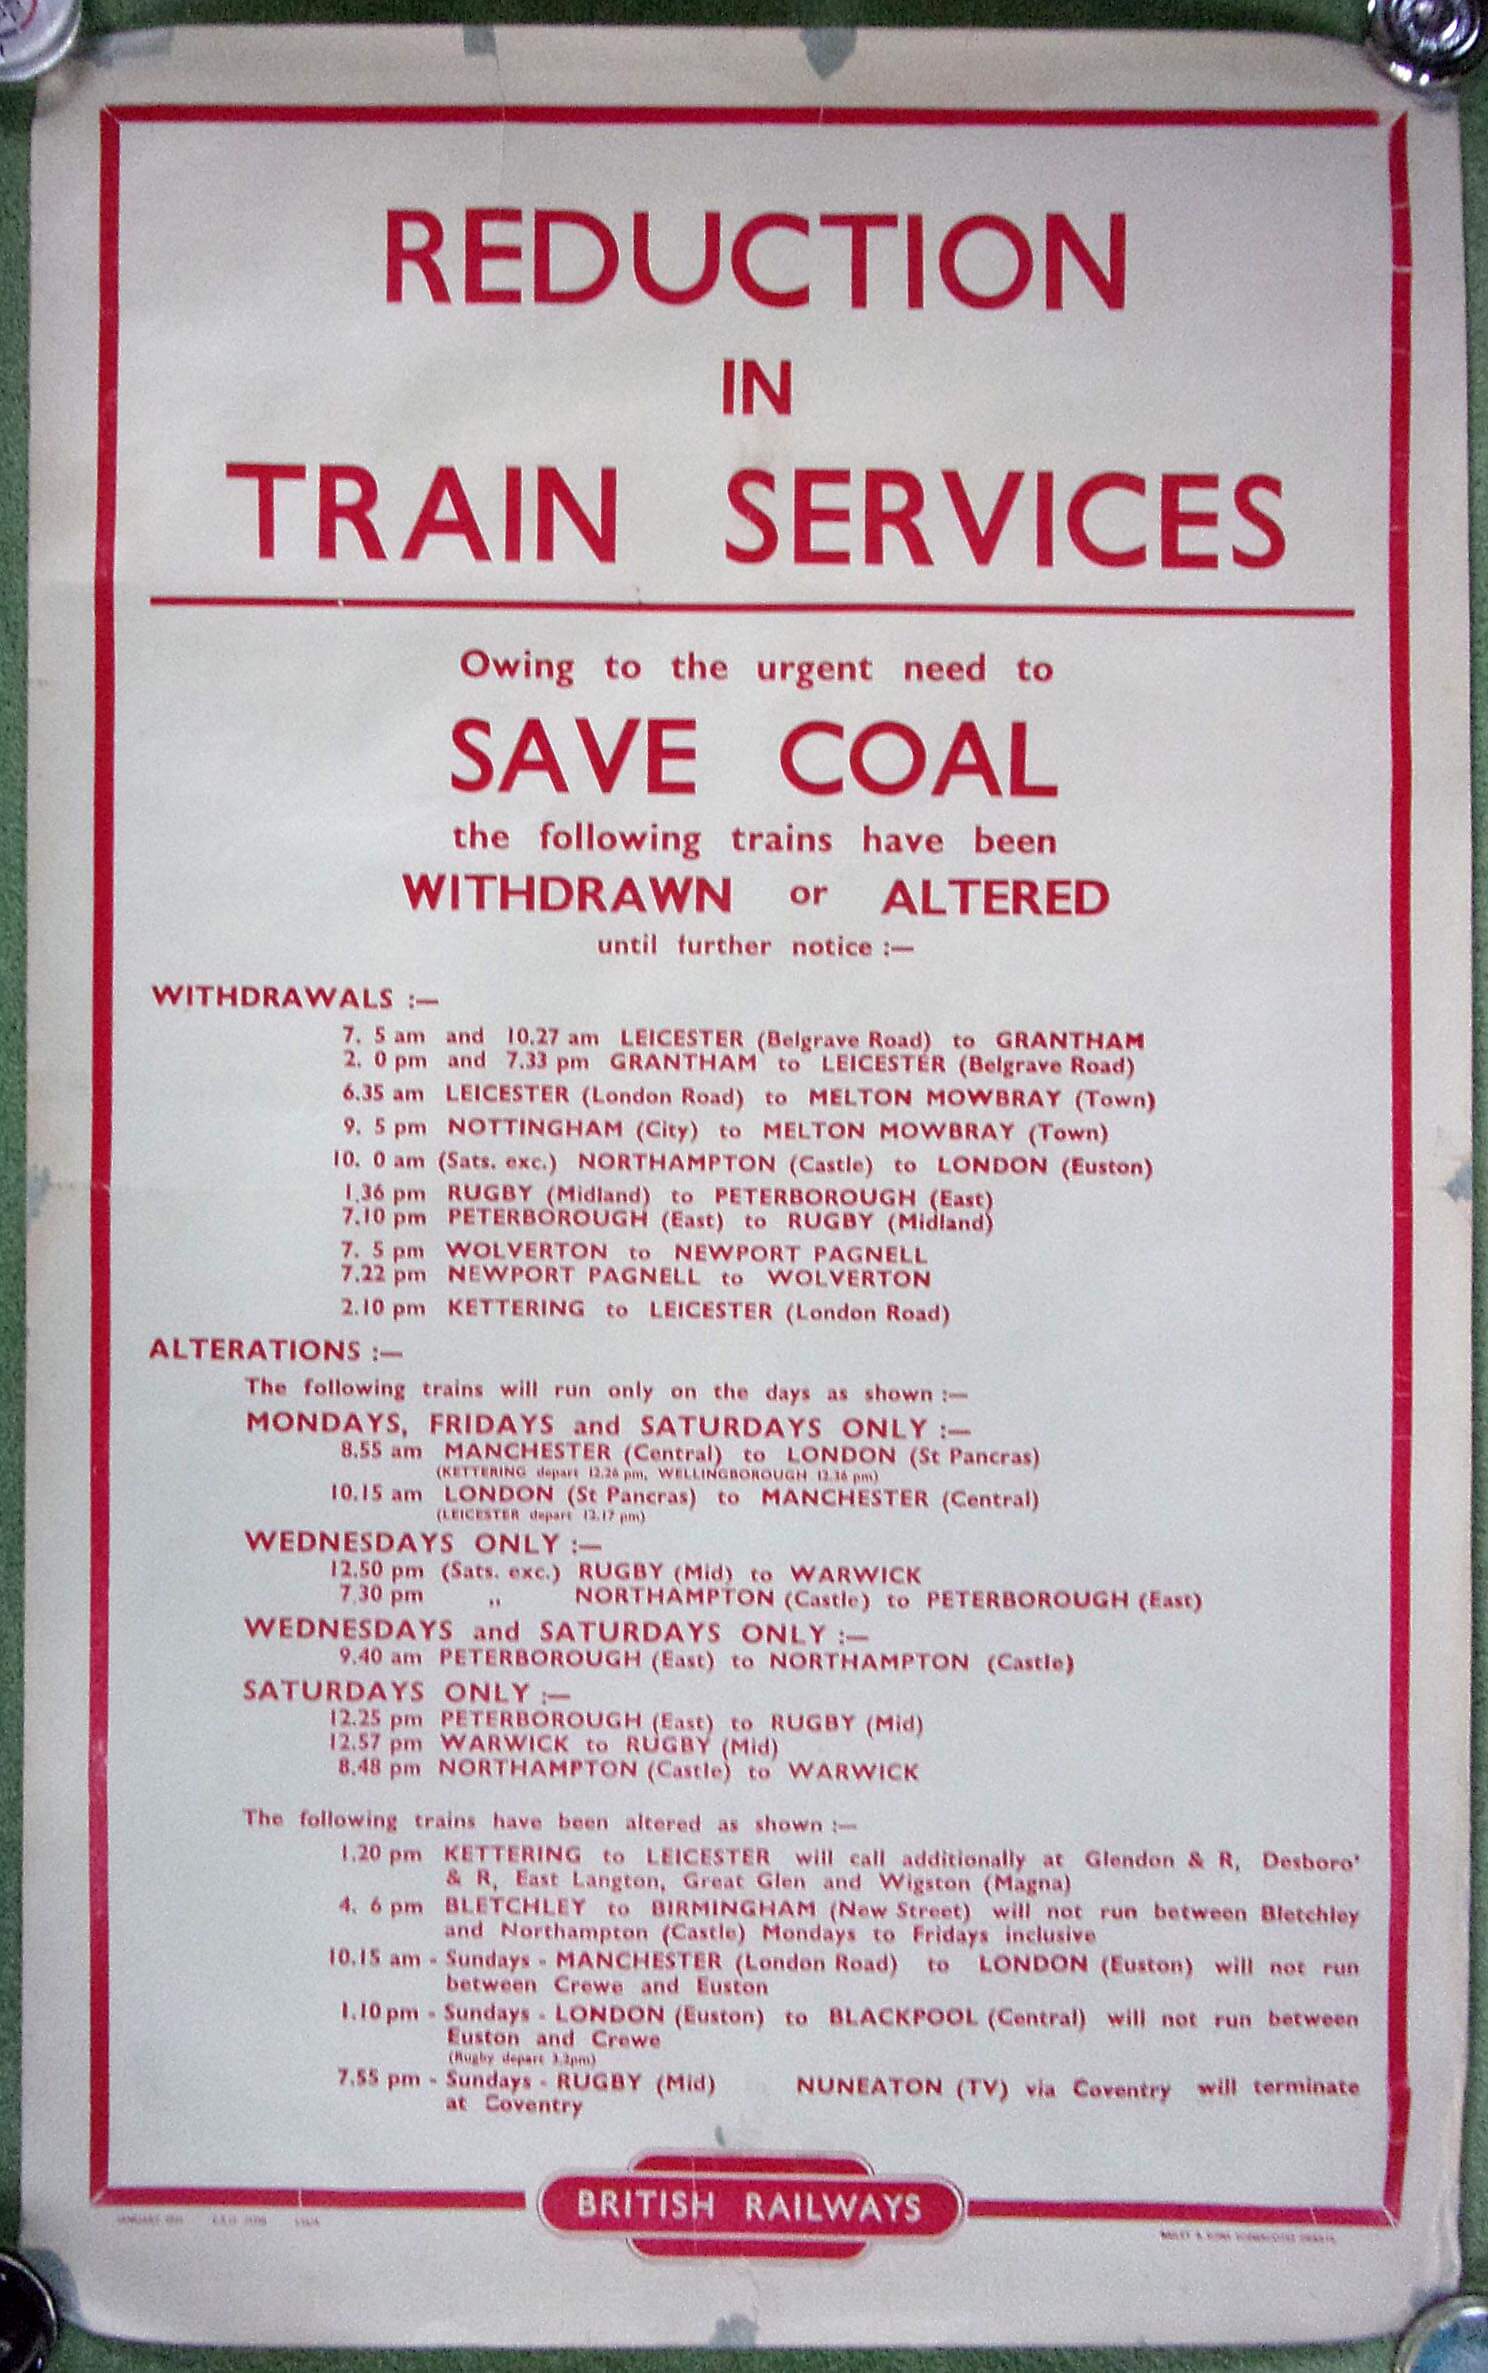 REDUCTION
IN
TRAIN SERVICES
Owing to the urgent need to
SAVE COAL
the following trains have been
WITHDRAWN or ALTERED
until further notice :—
WITHDRAWALS :—
7. 5 am and 10.27 am LEICESTER (Belgrave Road) to GRANTHAM
2. 0 pm and 7.33 pm GRANTHAM to LEICESTER (Belgrave Road)
6.35 am LEICESTER (London Road) to MELTON MOWBRAY (Town)
9. 5 pm NOTTINGHAM (City) to MELTON MOWBRAY (Town)
10. 0 am (Sats. exc.) NORTHAMPTON (Castle) to LONDON (Euston)
1.36 pm RUGBY (Midland) to PETERBOROUGH (East)
7.10 pm PETERBOROUGH (East) to RUGBY (Midland)
7. 5 pm WOLVERTON to NEWPORT PAGNELL
7.22 pm NEWPORT PAGNELL to WOLVERTON
2.10 pm KETTERING to LEICESTER (London Road)
ALTERATIONS :—
The following trains will run only on the days as shown :—
MONDAYS, FRIDAYS and SATURDAYS ONLY :—
8.55 am MANCHESTER (Central) to LONDON (St Pancras)
(KETTERING depart 12.26 pm, WELLINGBOROUGH 12.36 pm)
10.15 am LONDON (St Pancras) to MANCHESTER (Central)
(LEICESTER depart 12.17 pm)
WEDNESDAYS ONLY :—
12.50 pm (Sats. exc.) RUGBY (Mid) to WARWICK
7.30 pm ,, NORTHAMPTON (Castle) to PETERBOROUGH (East)
WEDNESDAYS and SATURDAYS ONLY :—
9.40 am PETERBOROUGH (East) to NORTHAMPTON (Castle)
SATURDAYS ONLY :—
12.25 pm PETERBOROUGH (East) to RUGBY (Mid)
12.57 pm WARWICK to RUGBY (Mid)
8.48 pm NORTHAMPTON (Castle) to WARWICK
The following trains have been altered as shown :—
1.20 pm KETTERING to LEICESTER will call additionally at Glendon & R, Desboro'
& R, East Langton, Great Glen and Wigston (Magna)
4. 6 pm BLETCHLEY to BIRMINGHAM (New Street) will not run between Bletchley
and Northampton (Castle) Mondays to Fridays inclusive
10.15 am - Sundays - MANCHESTER (London Road) to LONDON (Euston) will not run
between Crewe and Euston
1.10 pm - Sundays - LONDON (Euston) to BLACKPOOL (Central) will not run between
Euston and Crewe
(Rugby depart 3.2pm)
7.55 pm - Sundays - RUGBY (Mid) NUNEATON (TV) via Coventry will terminate
at Coventry
BRITISH RAILWAYS
JANUARY